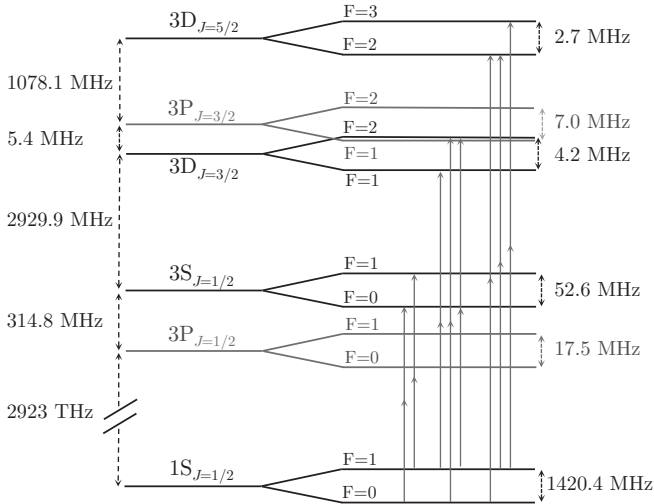 3D_{J=5/2}
F=3
F=2
2.7 MHz
1078.1 MHz
3P_{J=3/2}
F=2
F=1
7.0 MHz
5.4 MHz
3D_{J=3/2}
F=2
F=1
4.2 MHz
2929.9 MHz
3S_{J=1/2}
F=1
F=0
52.6 MHz
314.8 MHz
3P_{J=1/2}
F=1
F=0
17.5 MHz
2923 THz
1S_{J=1/2}
F=1
F=0
1420.4 MHz